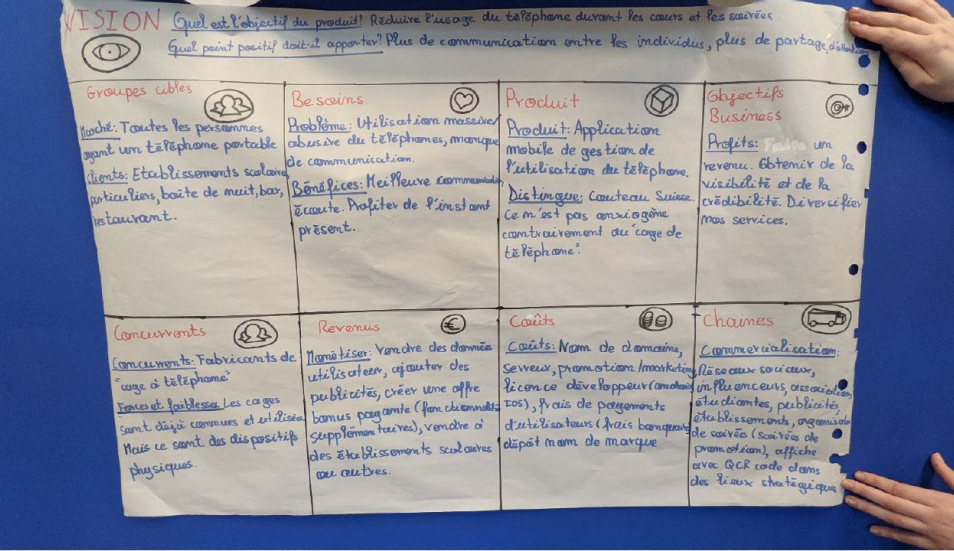 VISION Quel est l'objectif du produit? Réduire l'usage du téléphone durant les cours et les soirées
Quel point positif doit-il apporter? Plus de communication entre les individus, plus de partage, d'attention
Groupes cibles
Marché: Toutes les personnes
ayant un téléphone portable
Clients: Etablissements scolaires,
particuliers, boîte de nuit, bar,
restaurant.
Besoins
Problème: Utilisation massive/
abusive du téléphones, manque
de communication.
Bénéfices: Meilleure communication,
écoute. Profiter de l'instant
présent.
Produit
Produit: Application
mobile de gestion de
l'utilisation du téléphone.
Distingue: Couteau Suisse.
Ce n'est pas anxiogène
contrairement au "cage de
téléphone".
Objectifs
Business
Profits: un
revenu. Obtenir de la
visibilité et de la
crédibilité. Diversifier
nos services.
Concurrents
Concurrents: Fabricants de
"cage à téléphone"
Forces et faiblesses: Les cages
sont déjà connues et utilisées
Mais ce sont des dispositifs
physiques.
Revenus
Monétiser: Vendre des données
utilisateur, ajouter des
publicités, créer une offre
bonus payante (fonctionnalités
supplémentaires), vendre à
des établissements scolaires
ou autres.
Coûts
Coûts: Nom de domaine,
serveur, promotion/marketing,
licence développeur (android
IOS), frais de payements
d'utilisateurs (frais banquaires)
dépôt nom de marque
Chaines
Commercialisation:
Réseaux sociaux,
influenceurs, association
étudiantes, publicités,
établissements, organisateur
de soirées (soirées de
promotion), affiche
avec QCR code dans
des lieux stratégiques